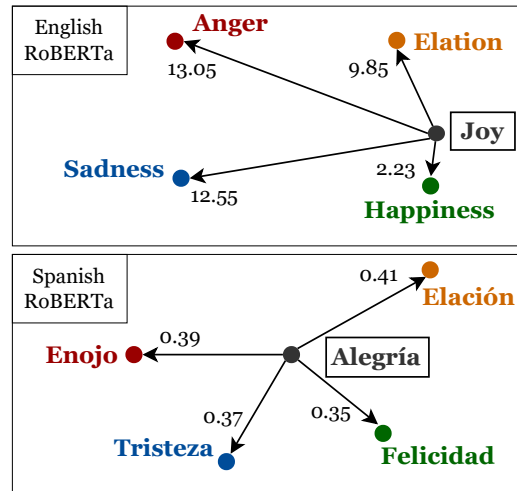 English
RoBERTa
Anger
Elation
13.05
9.85
Joy
Sadness
2.23
12.55
Happiness
Spanish
RoBERTa
0.41
Elación
0.39
Enojo
Alegría
0.37
0.35
Tristeza
Felicidad